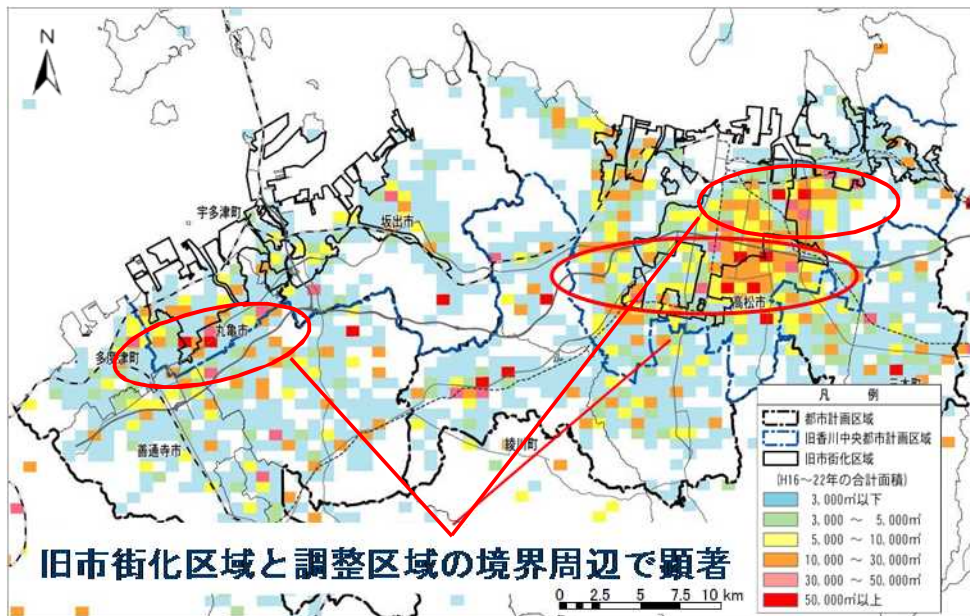 N
宇多津町
坂出市
丸亀市
多度津町
高松市
三木町
善通寺市
綾川町
凡 例
都市計画区域
旧香川中央都市計画区域
旧市街化区域
(H16～22年の合計面積)
3,000㎡以下
3,000 ～ 5,000㎡
5,000 ～ 10,000㎡
10,000 ～ 30,000㎡
30,000 ～ 50,000㎡
50,000㎡以上
旧市街化区域と調整区域の境界周辺で顕著
0 2.5 5 7.5 10 km